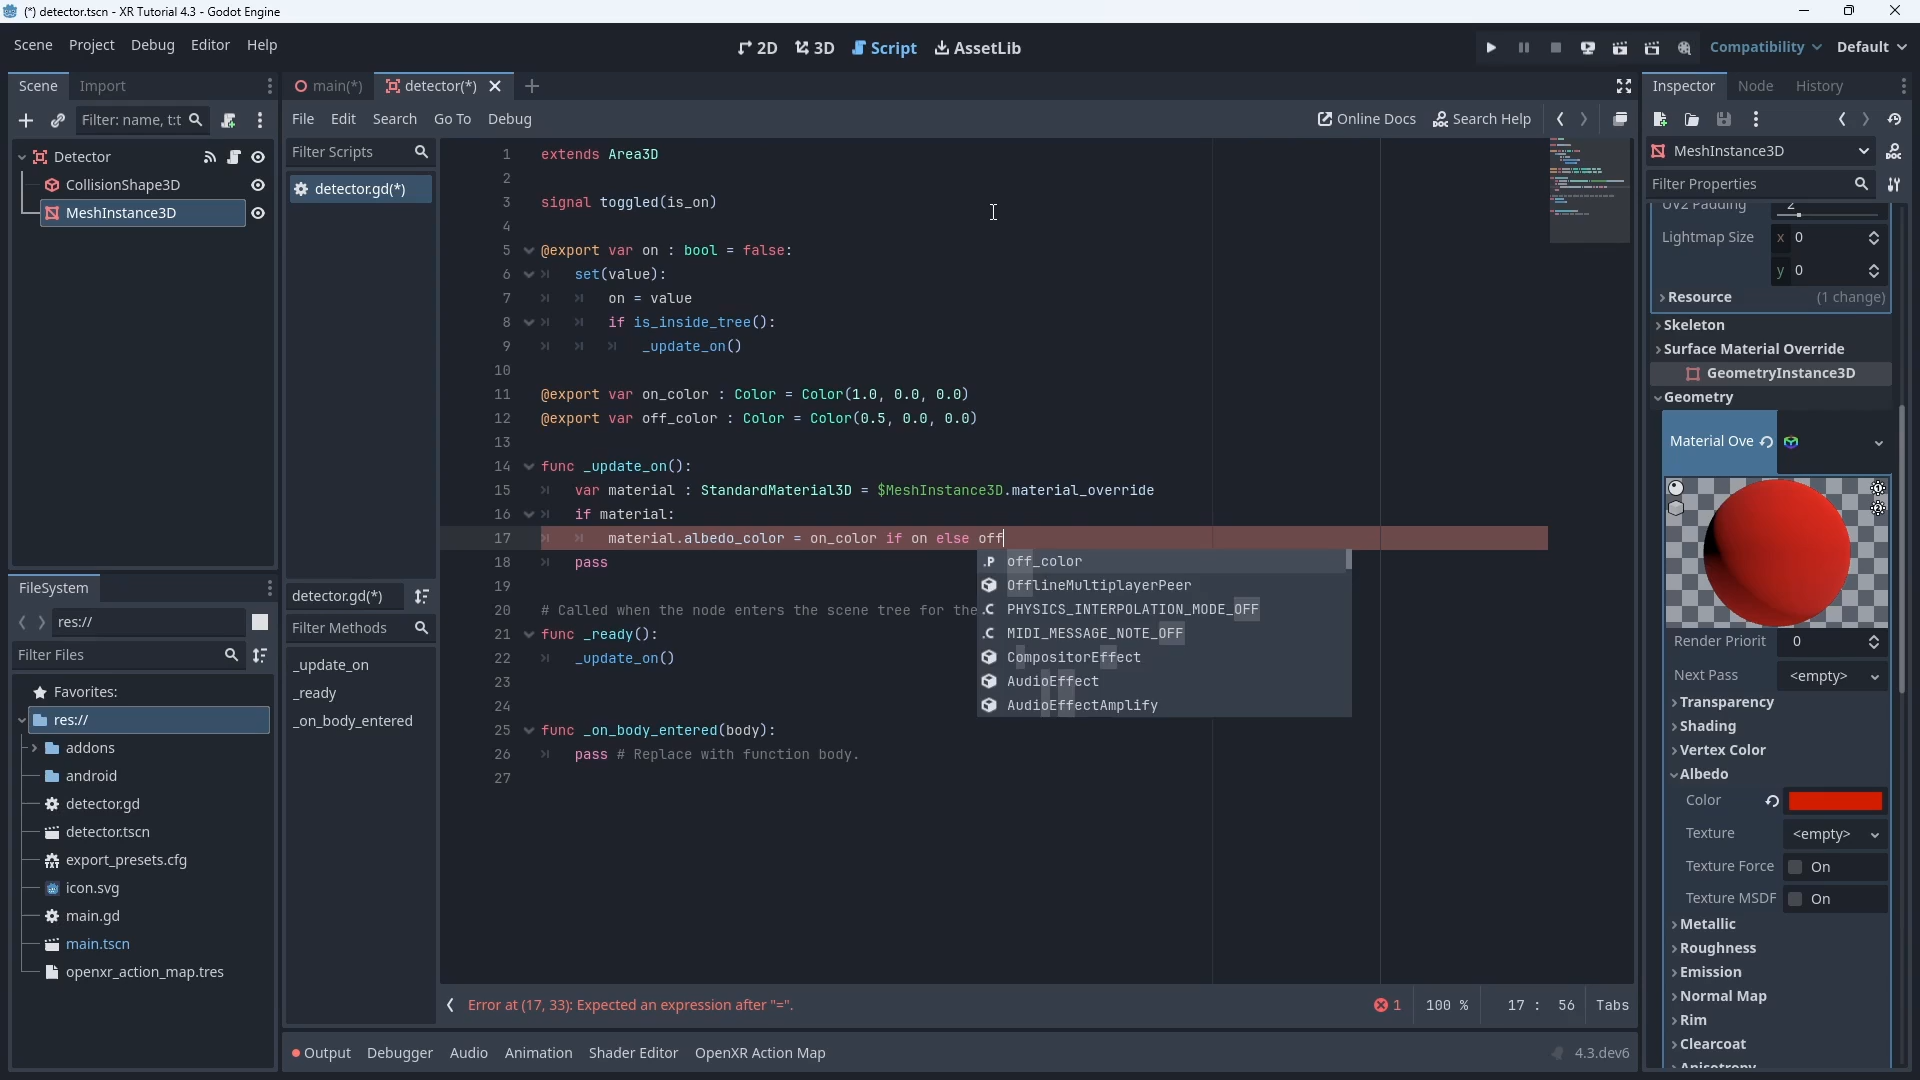 (*) detector.tscn - XR Tutorial 4.3 - Godot Engine
Scene Project Debug Editor Help
2D 3D Script AssetLib
Compatibility Default
Scene Import
Filter: name, t:t
Detector
CollisionShape3D
MeshInstance3D
FileSystem
res://
Filter Files
Favorites:
res://
addons
android
detector.gd
detector.tscn
export_presets.cfg
icon.svg
main.gd
main.tscn
openxr_action_map.tres
main(*) detector(*)
File Edit Search Go To Debug
Online Docs Search Help
Filter Scripts
detector.gd(*)
detector.gd(*)
Filter Methods
_update_on
_ready
_on_body_entered
1 extends Area3D
2
3 signal toggled(is_on)
4
5 @export var on : bool = false:
6 set(value):
7 on = value
8 if is_inside_tree():
9 _update_on()
10
11 @export var on_color : Color = Color(1.0, 0.0, 0.0)
12 @export var off_color : Color = Color(0.5, 0.0, 0.0)
13
14 func _update_on():
15 var material : StandardMaterial3D = $MeshInstance3D.material_override
16 if material:
17 material.albedo_color = on_color if on else off
18 pass
19
20 # Called when the node enters the scene tree for the
21 func _ready():
22 _update_on()
23
24
25 func _on_body_entered(body):
26 pass # Replace with function body.
27
.P off_color
OfflineMultiplayerPeer
.C PHYSICS_INTERPOLATION_MODE_OFF
.C MIDI_MESSAGE_NOTE_OFF
CompositorEffect
AudioEffect
AudioEffectAmplify
Error at (17, 33): Expected an expression after "=".
1 100 % 17 : 56 Tabs
Output Debugger Audio Animation Shader Editor OpenXR Action Map
4.3.dev6
Inspector Node History
MeshInstance3D
Filter Properties
UV2 Padding 2
Lightmap Size x 0
y 0
Resource (1 change)
Skeleton
Surface Material Override
GeometryInstance3D
Geometry
Material Ove
Render Priorit 0
Next Pass <empty>
Transparency
Shading
Vertex Color
Albedo
Color
Texture <empty>
Texture Force On
Texture MSDF On
Metallic
Roughness
Emission
Normal Map
Rim
Clearcoat
Anisotropy